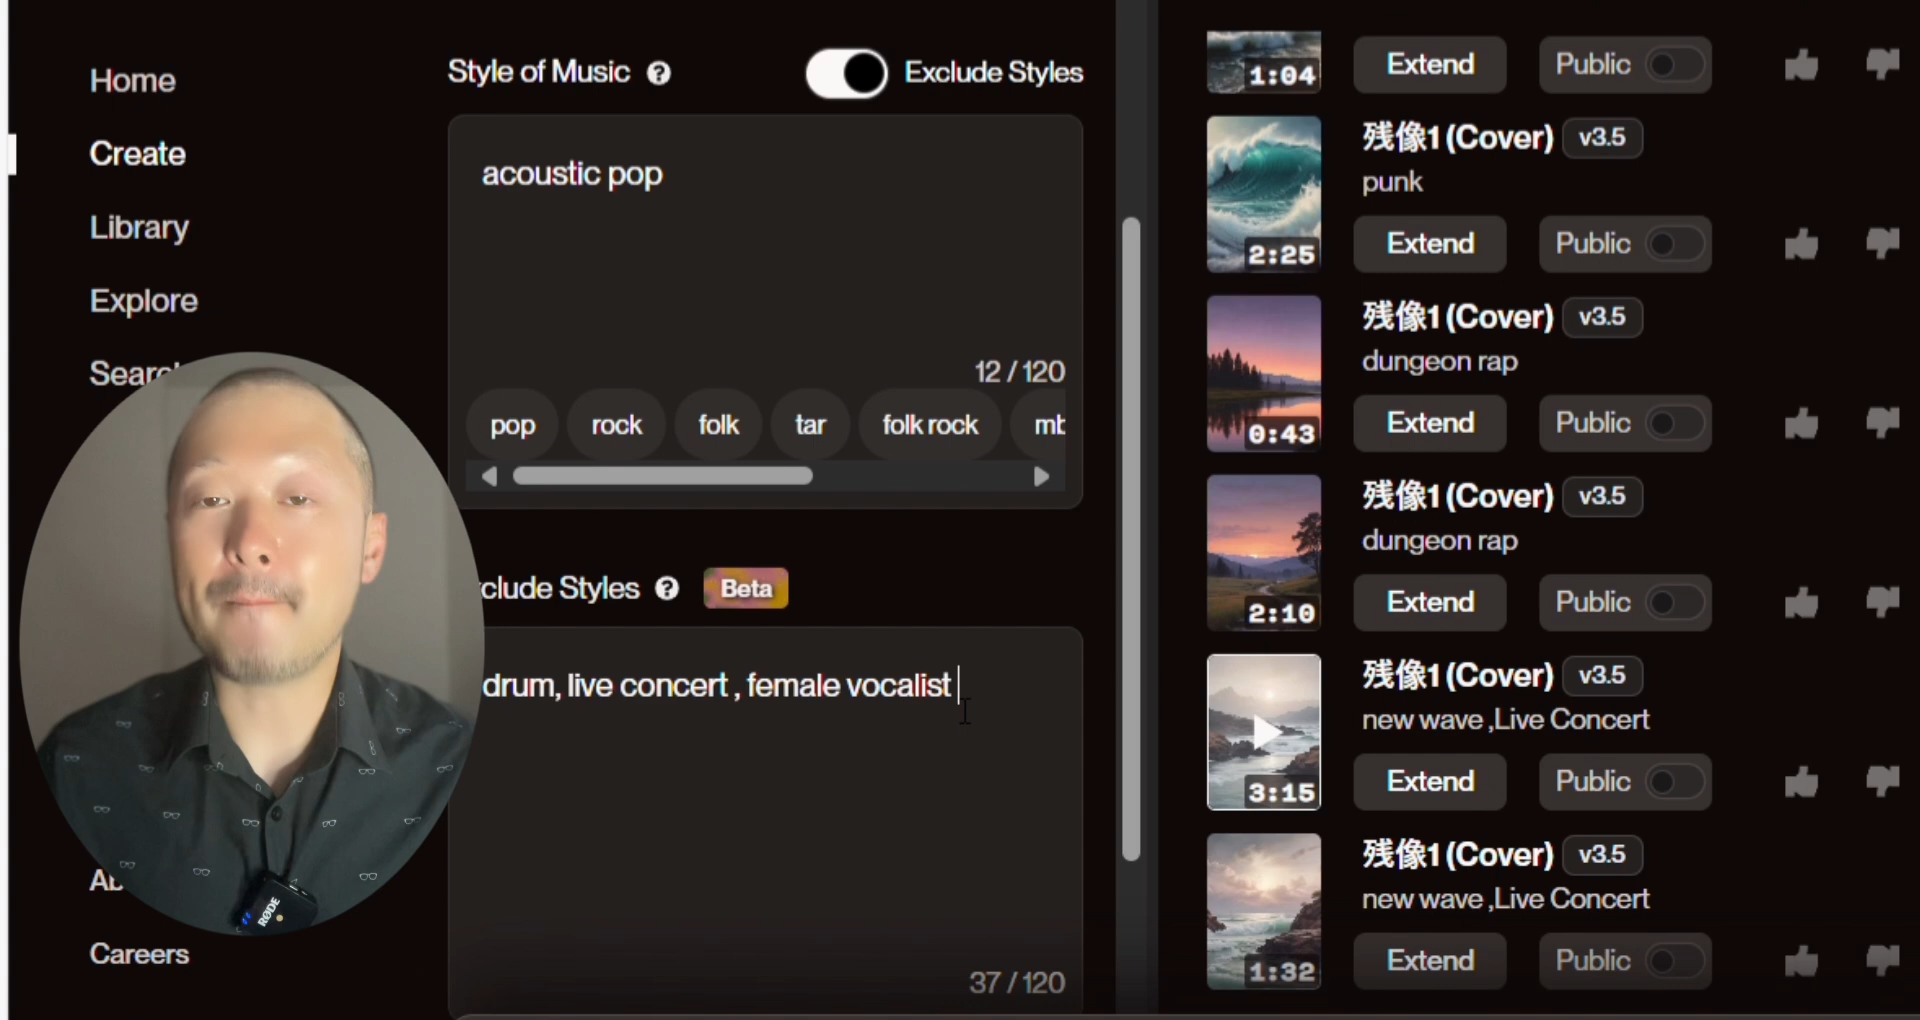 Home
Create
Library
Explore
Careers
Style of Music ?
Exclude Styles
acoustic pop
12 / 120
pop
rock
folk
tar
folk rock
clude Styles ?
Beta
drum, live concert , female vocalist
37 / 120
RØDE
1:04
Extend
Public
残像1 (Cover) v3.5
punk
2:25
Extend
Public
残像1 (Cover) v3.5
dungeon rap
0:43
Extend
Public
残像1 (Cover) v3.5
dungeon rap
2:10
Extend
Public
残像1 (Cover) v3.5
new wave ,Live Concert
3:15
Extend
Public
残像1 (Cover) v3.5
new wave ,Live Concert
1:32
Extend
Public